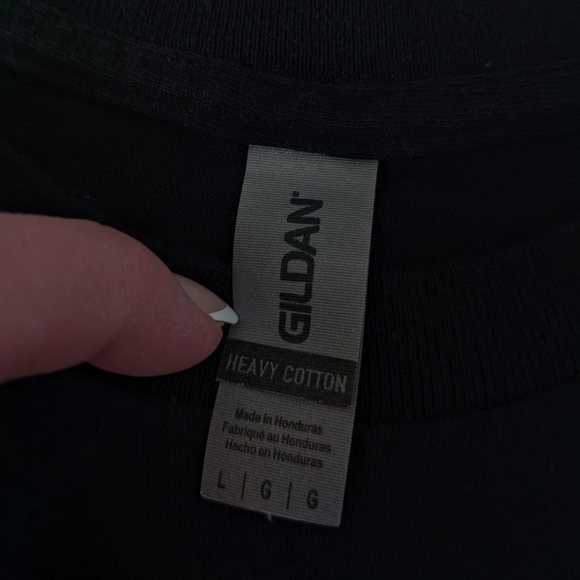 GILDAN®
HEAVY COTTON
Made in Honduras
Fabriqué au Honduras
Hecho en Honduras
L | G | G